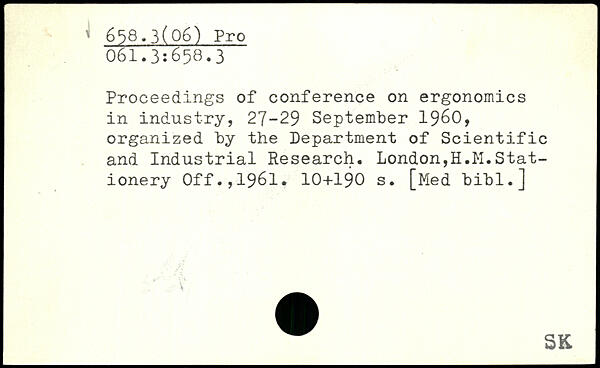 658.3(06) Pro
061.3:658.3
Proceedings of conference on ergonomics
in industry, 27-29 September 1960,
organized by the Department of Scientific
and Industrial Research. London,H.M.Stat-
ionery Off.,1961. 10+190 s. [Med bibl.]
SK